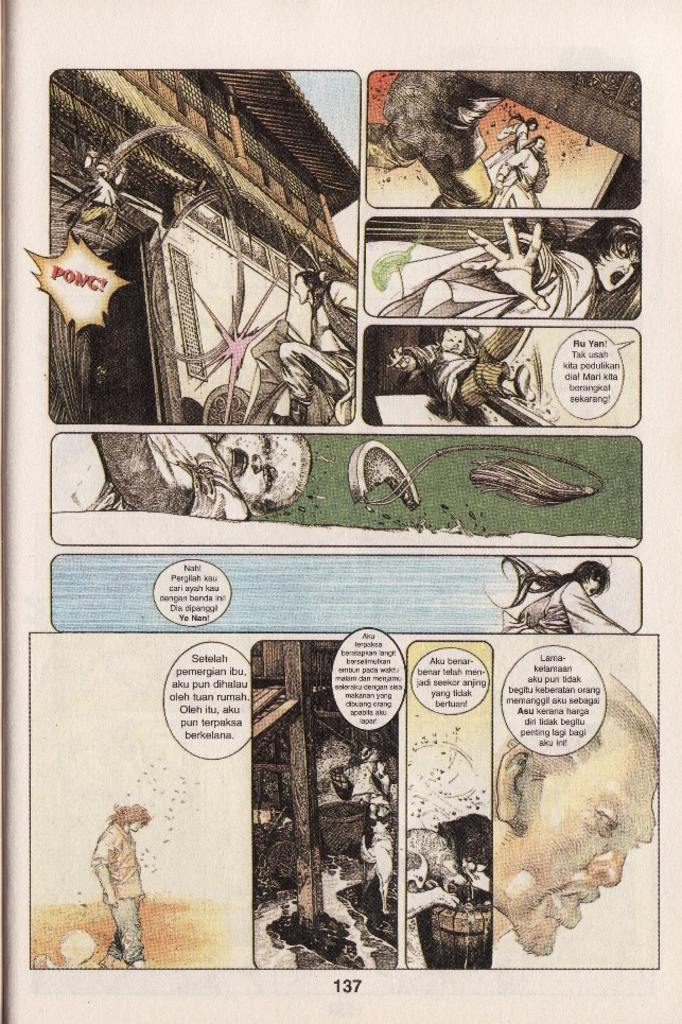 PONG!
Ru Yan!
Tak usah
kita pedulikan
dia! Mari kita
berangkat
sekarang!
Nah!
Pergilah kau
cari ayah kau
dengan benda ini!
Dia dipanggil
Ye Nan!
Setelah
pemergian ibu,
aku pun dihalau
oleh tuan rumah.
Oleh itu, aku
pun terpaksa
berkelana.
Aku
terpaksa
beratapkan langit
berselimutkan
embun pada waktu
malam dan menjamu
seleraku dengan sisa
makanan yang
dibuang orang
apabila aku
lapar!
Aku benar-
benar telah men-
jadi seekor anjing
yang tidak
bertuan!
Lama-
kelamaan
aku pun tidak
begitu keberatan orang
memanggil aku sebagai
Asu kerana harga
diri tidak begitu
penting lagi bagi
aku ini!
137